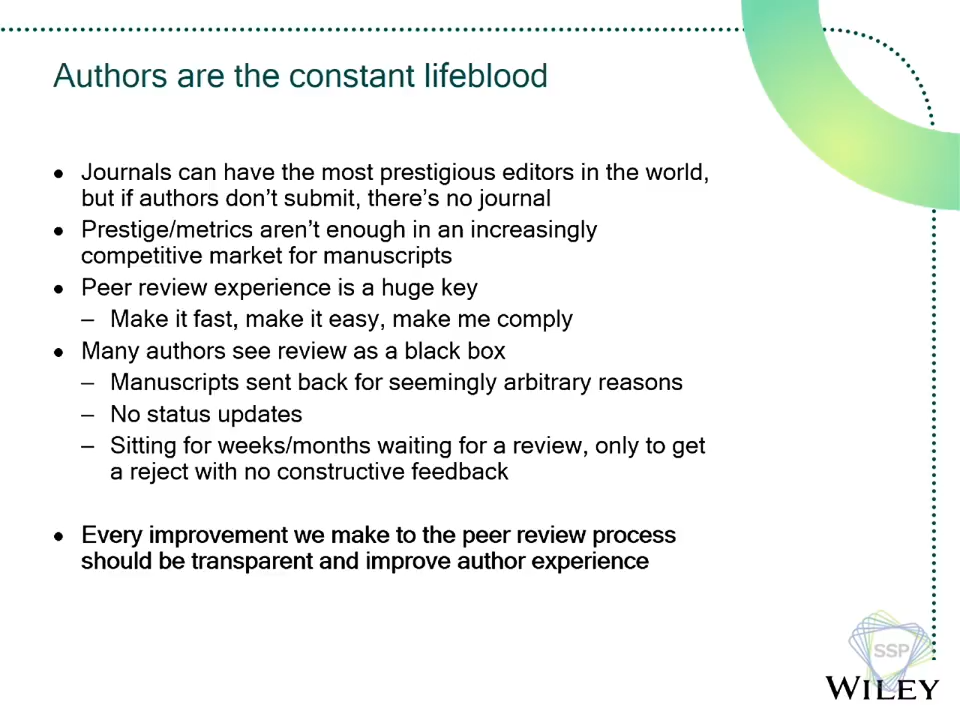 Authors are the constant lifeblood
• Journals can have the most prestigious editors in the world,
but if authors don’t submit, there’s no journal
• Prestige/metrics aren’t enough in an increasingly
competitive market for manuscripts
• Peer review experience is a huge key
– Make it fast, make it easy, make me comply
• Many authors see review as a black box
– Manuscripts sent back for seemingly arbitrary reasons
– No status updates
– Sitting for weeks/months waiting for a review, only to get
a reject with no constructive feedback
• Every improvement we make to the peer review process
should be transparent and improve author experience
SSP
WILEY